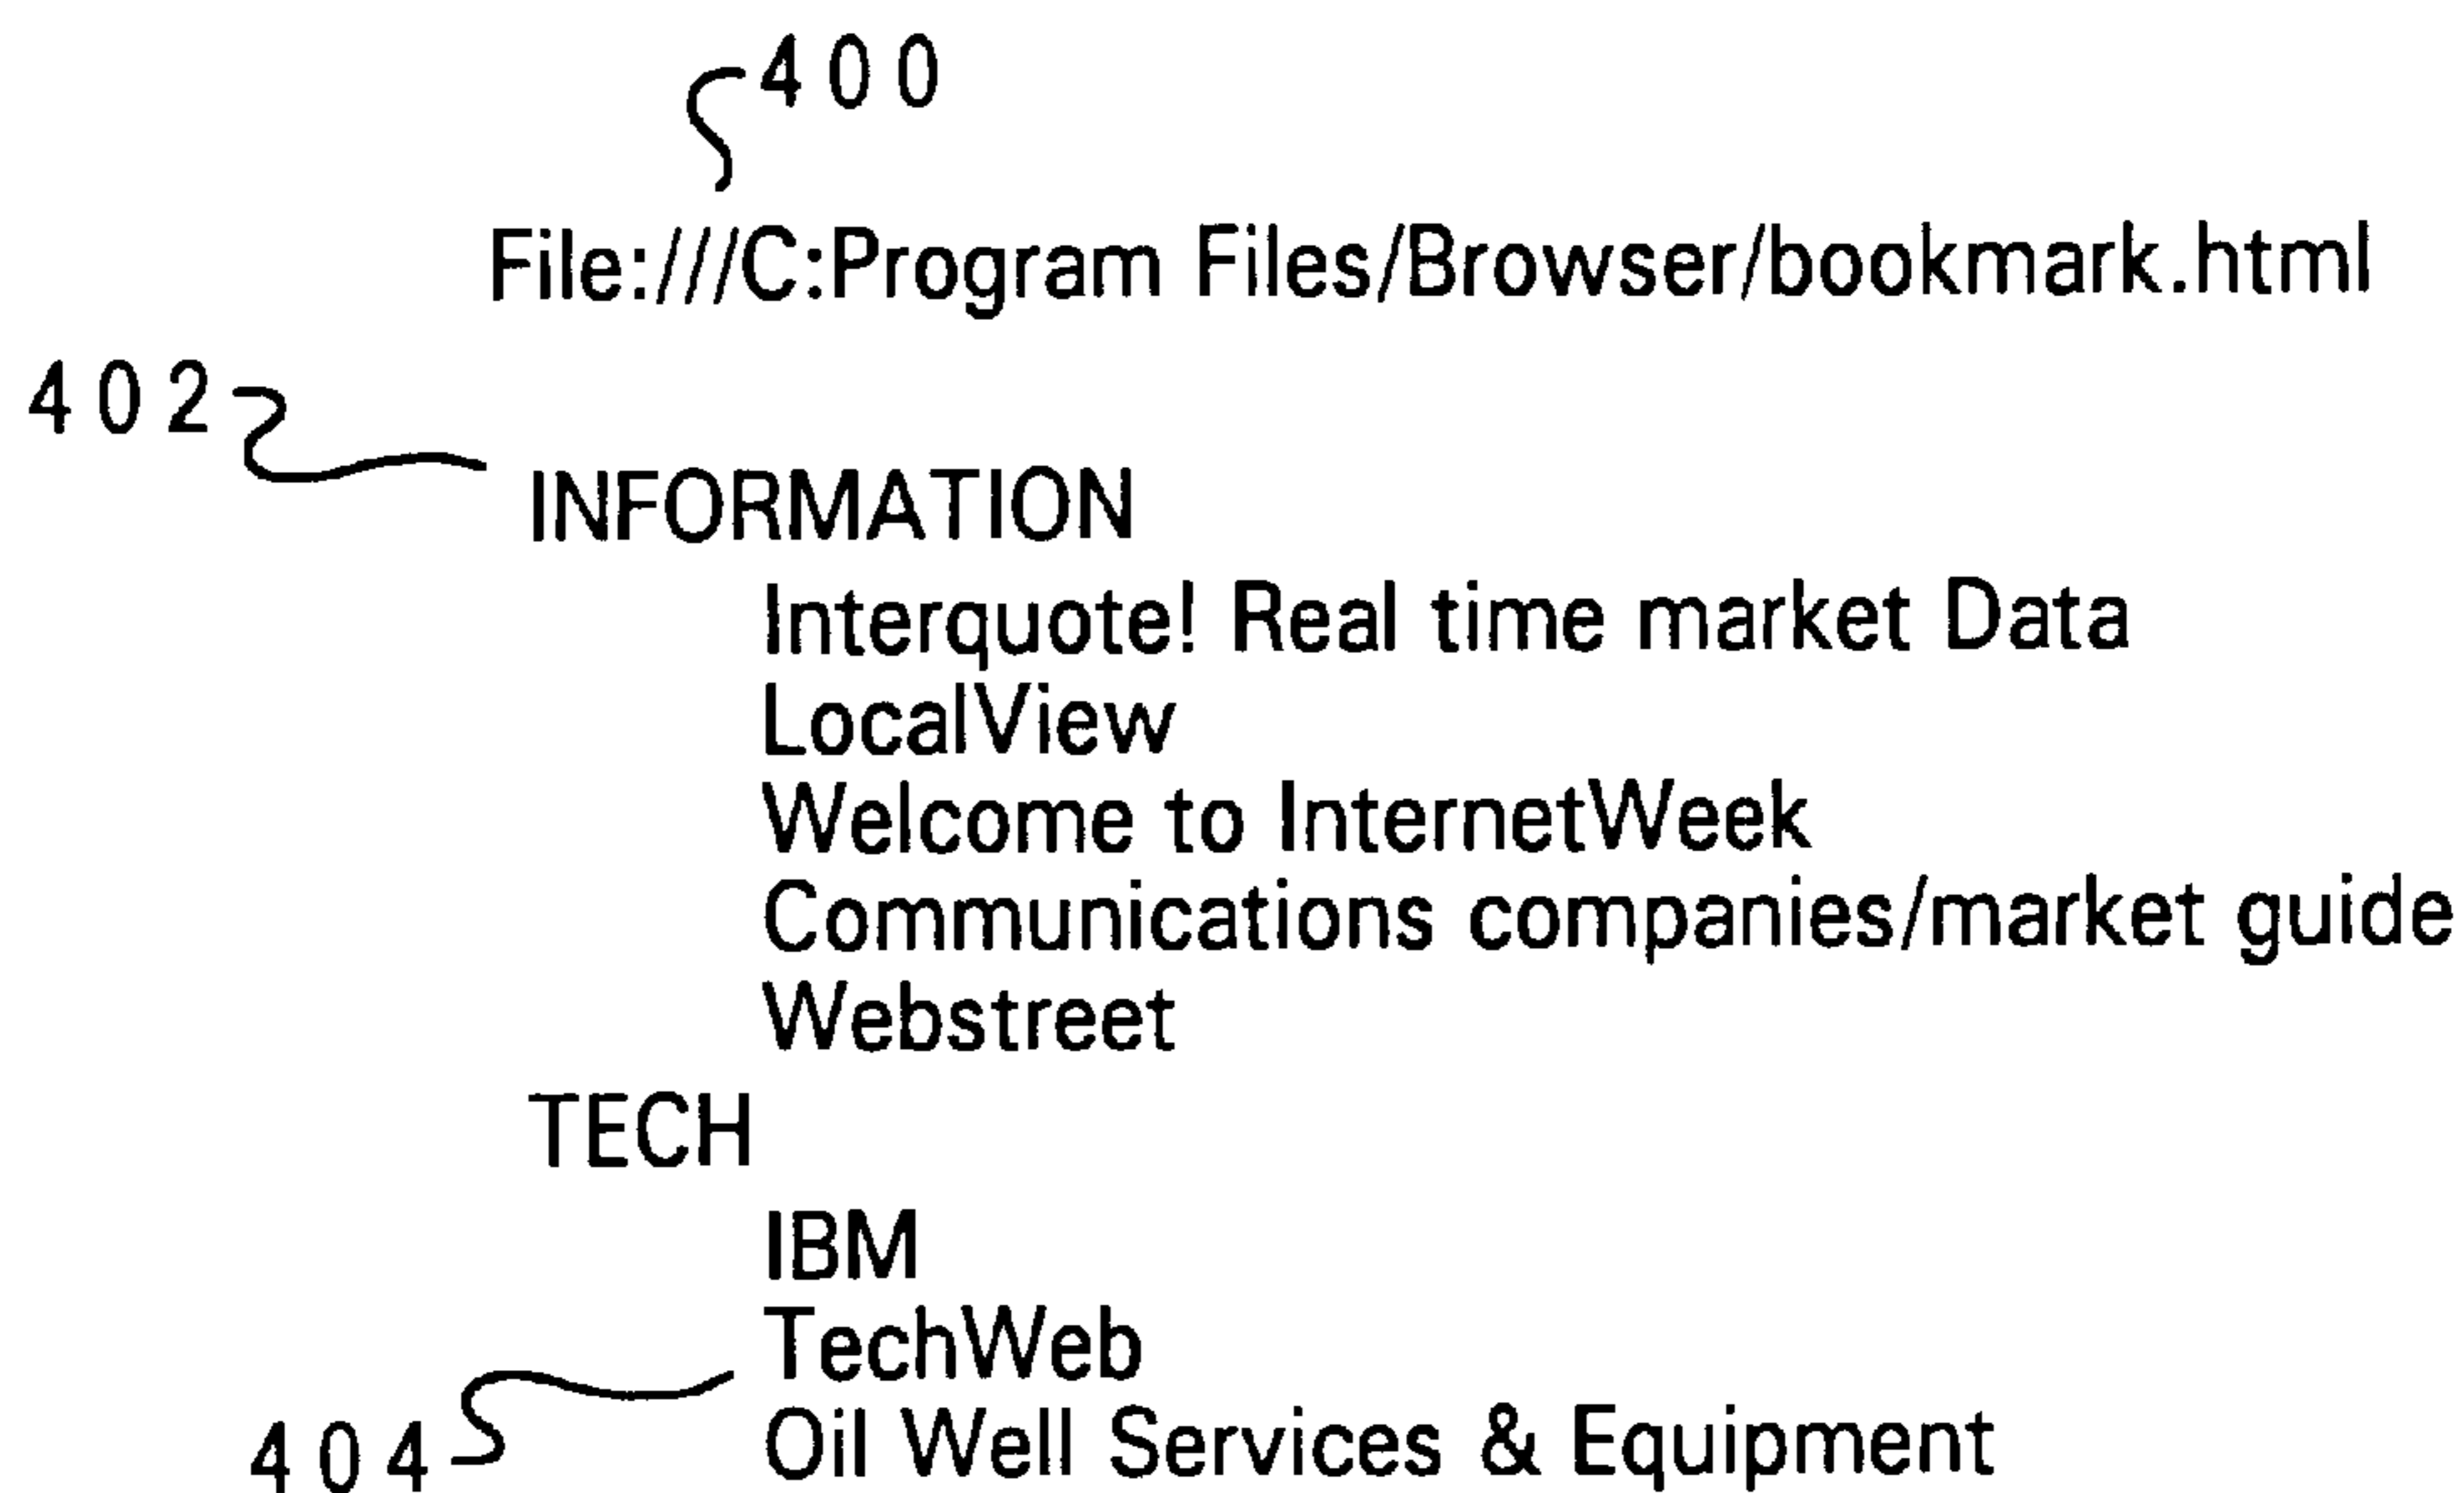 400
File:///C:Program Files/Browser/bookmark.html
402
INFORMATION
Interquote! Real time market Data
LocalView
Welcome to InternetWeek
Communications companies/market guide
Webstreet
TECH
IBM
TechWeb
404
Oil Well Services & Equipment